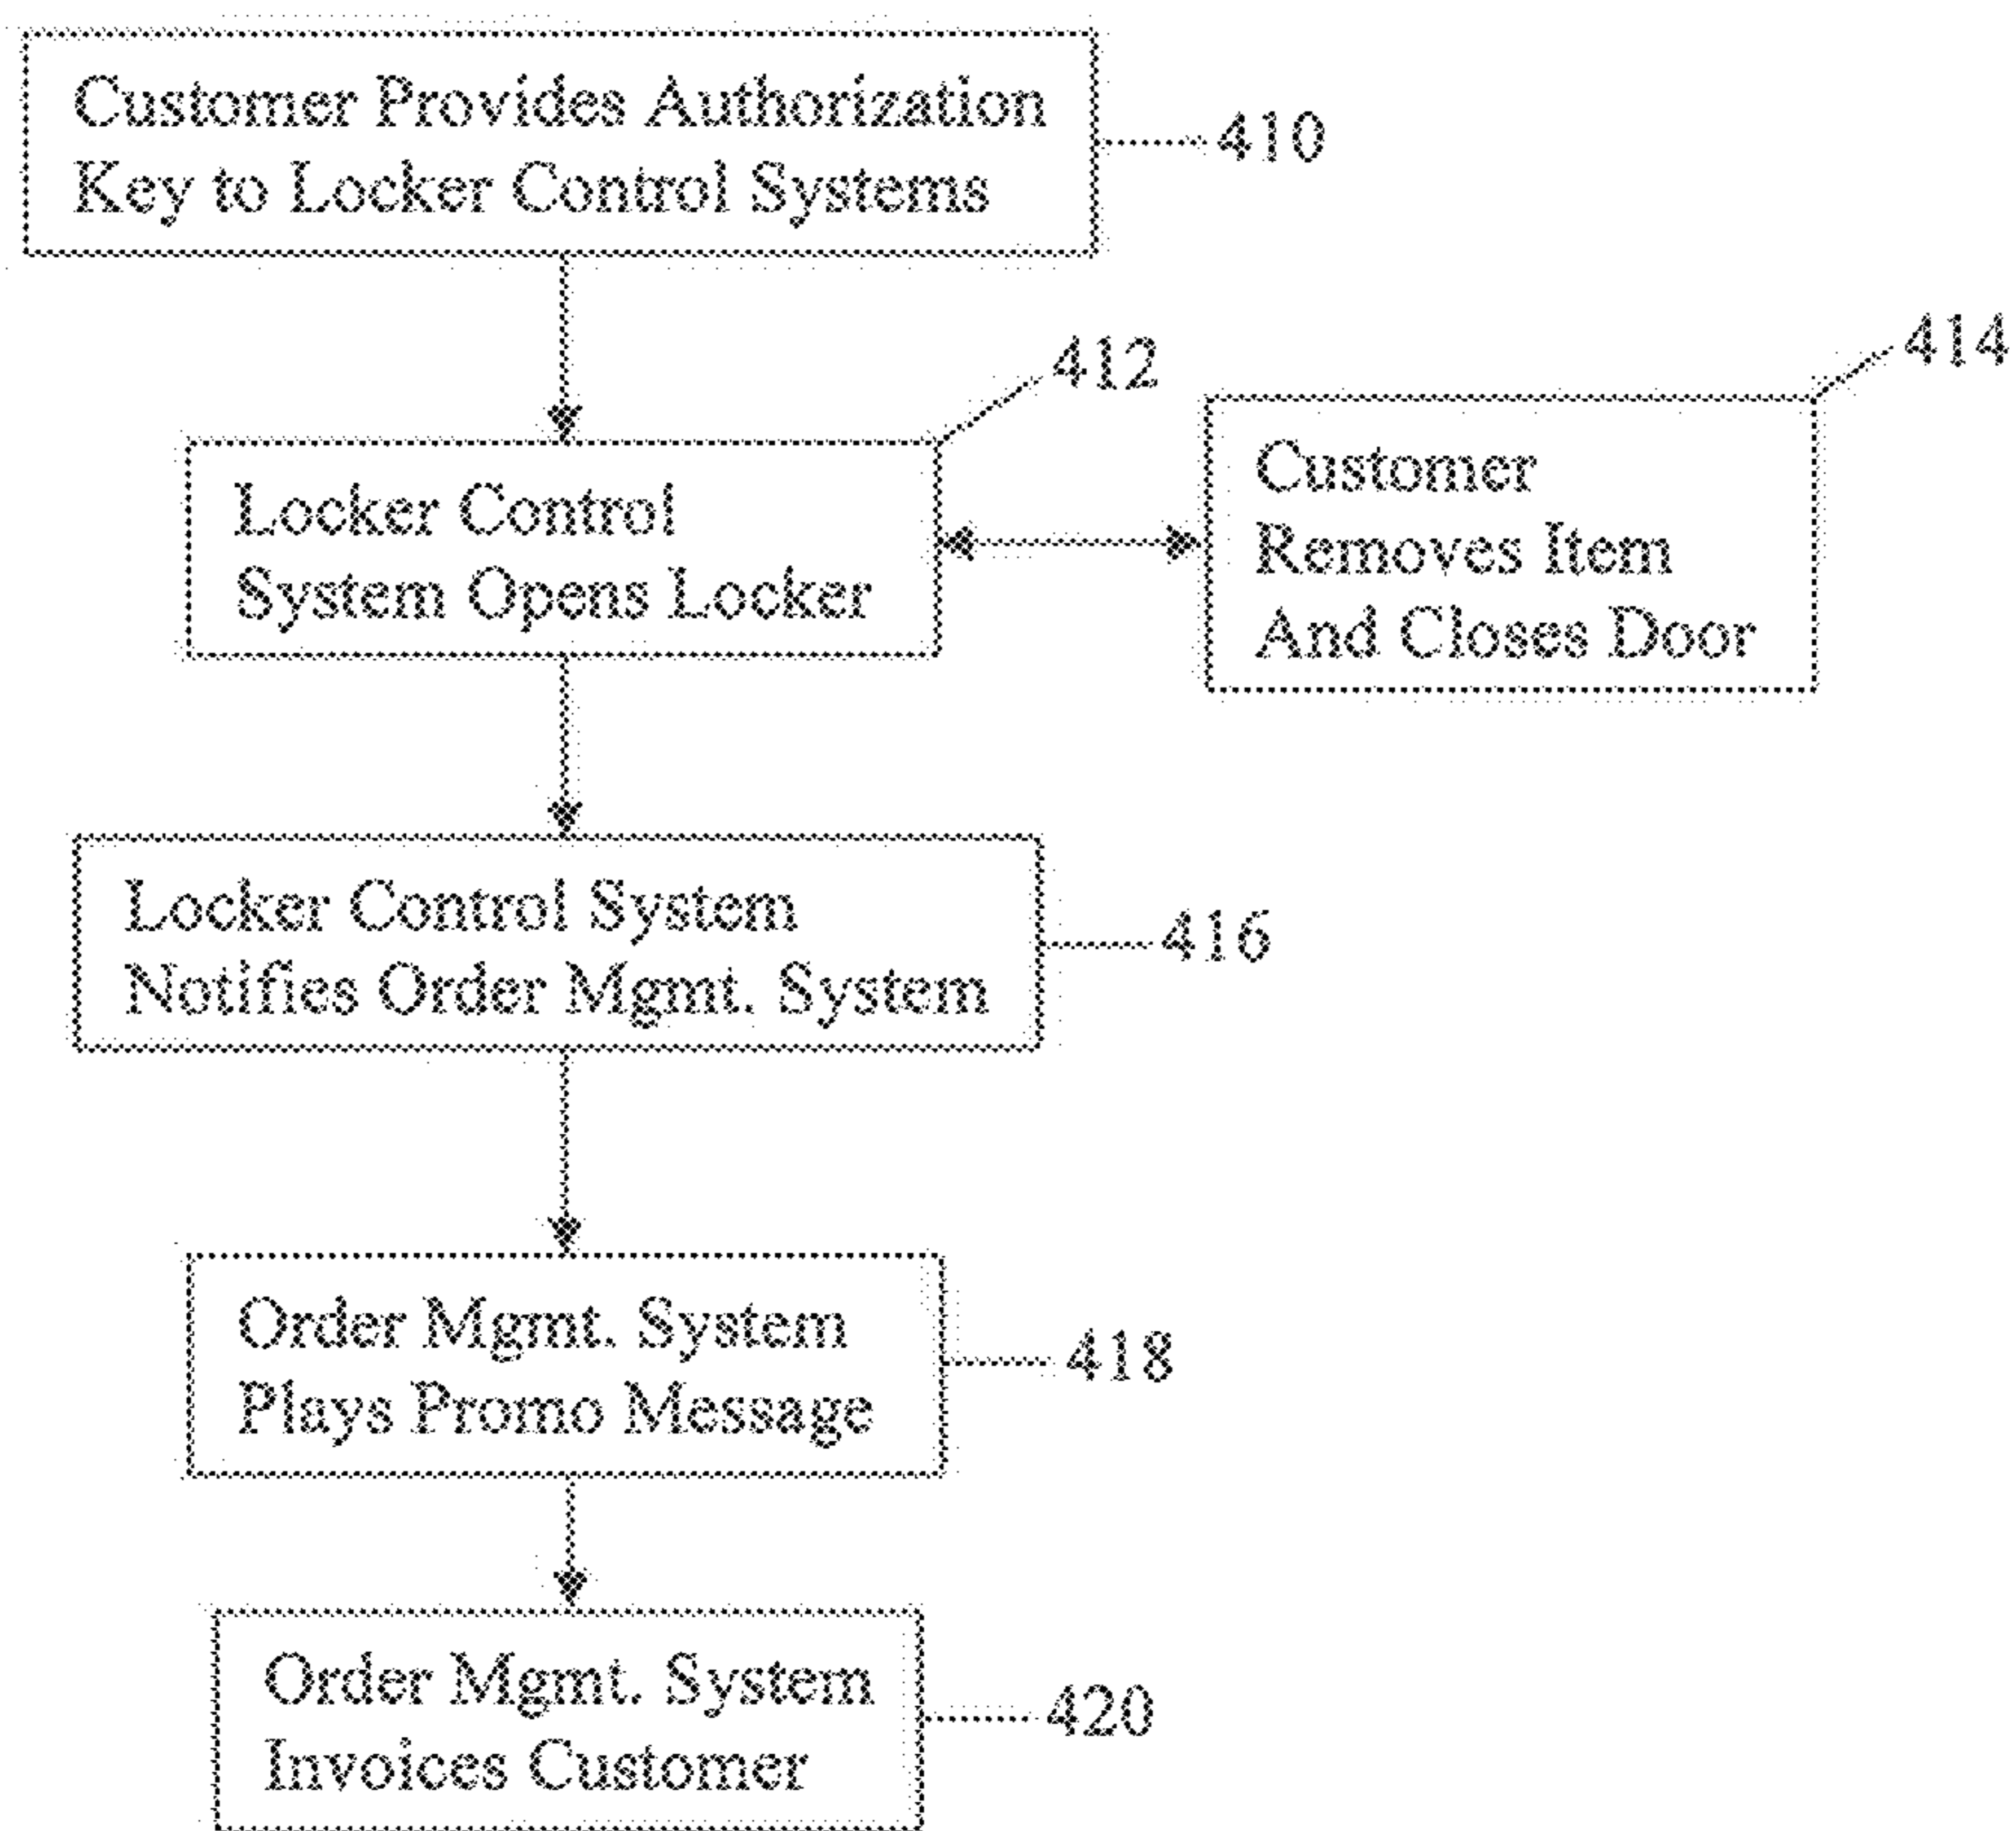 Customer Provides Authorization
Key to Locker Control Systems
410
412
Locker Control
System Opens Locker
414
Customer
Removes Item
And Closes Door
Locker Control System
Notifies Order Mgmt. System
416
Order Mgmt. System
Plays Promo Message
418
Order Mgmt. System
Invoices Customer
420